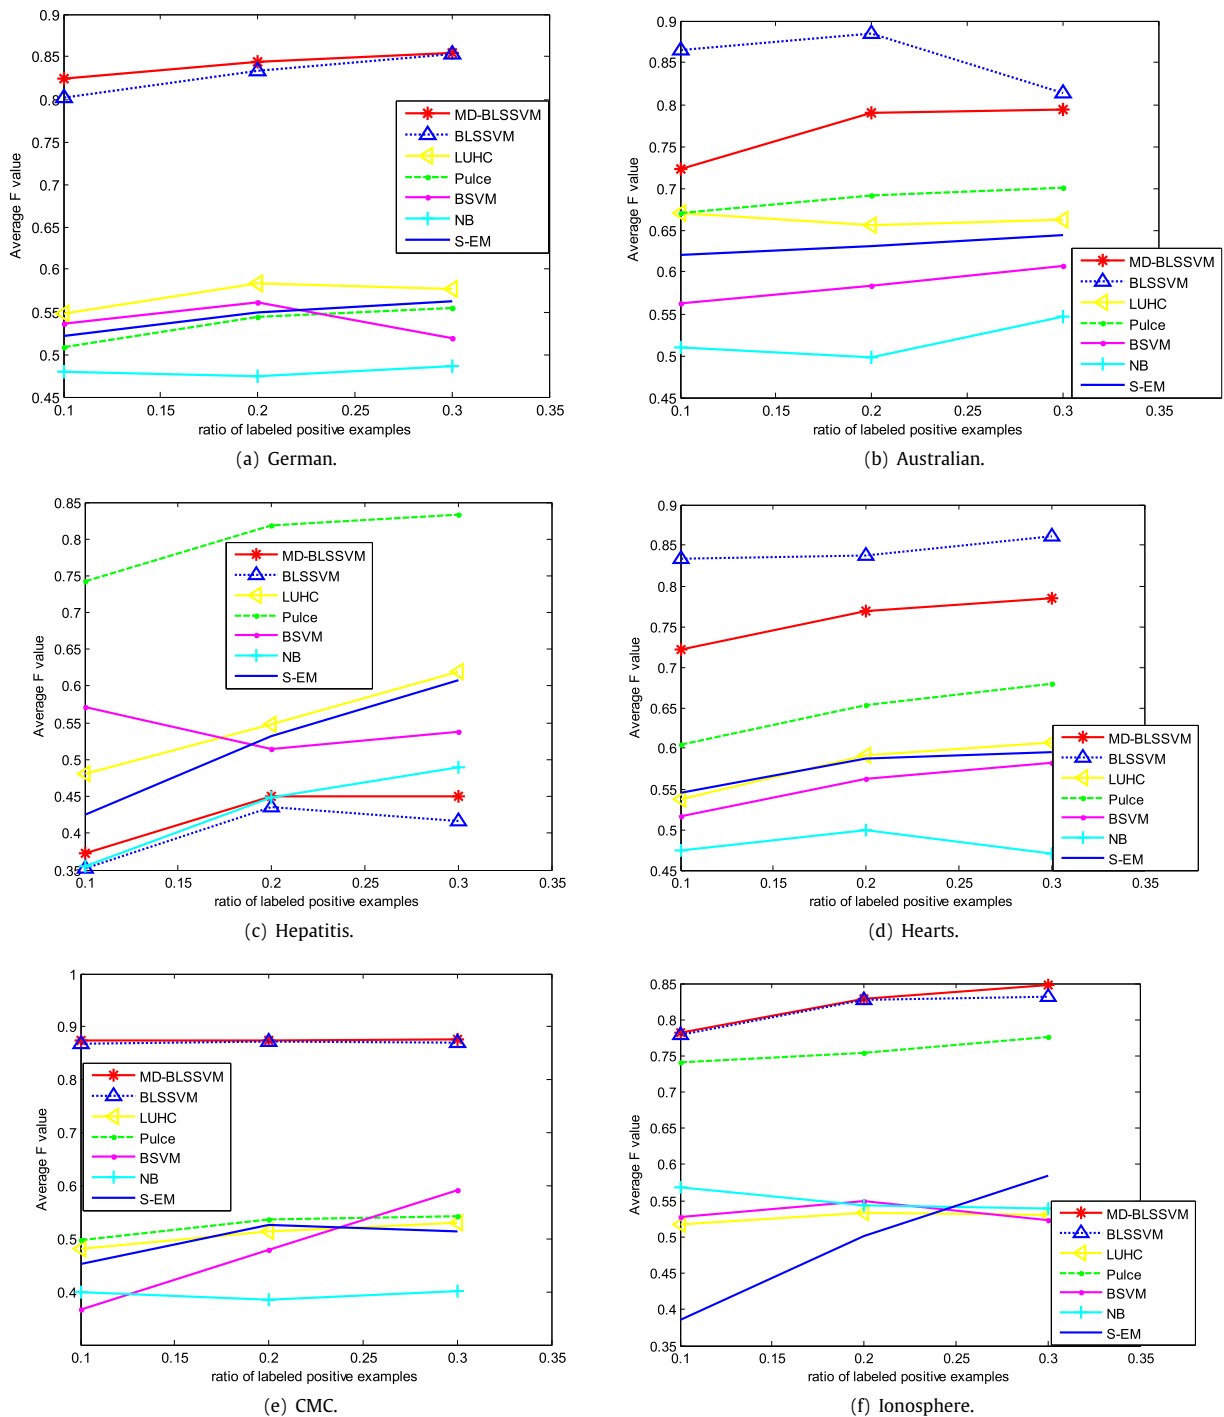 0.9
0.85
0.8
0.75
0.7
0.65
0.6
0.55
0.5
0.45
Average F value
0.1
0.15
0.2
0.25
0.3
0.35
ratio of labeled positive examples
MD-BLSSVM
BLSSVM
LUHC
Pulce
BSVM
NB
S-EM
(a) German.
0.9
0.85
0.8
0.75
0.7
0.65
0.6
0.55
0.5
0.45
Average F value
0.1
0.15
0.2
0.25
0.3
0.35
ratio of labeled positive examples
MD-BLSSVM
BLSSVM
LUHC
Pulce
BSVM
NB
S-EM
(b) Australian.
0.85
0.8
0.75
0.7
0.65
0.6
0.55
0.5
0.45
0.4
0.35
Average F value
0.1
0.15
0.2
0.25
0.3
0.35
ratio of labeled positive examples
MD-BLSSVM
BLSSVM
LUHC
Pulce
BSVM
NB
S-EM
(c) Hepatitis.
0.9
0.85
0.8
0.75
0.7
0.65
0.6
0.55
0.5
0.45
Average F value
0.1
0.15
0.2
0.25
0.3
0.35
ratio of labeled positive examples
MD-BLSSVM
BLSSVM
LUHC
Pulce
BSVM
NB
S-EM
(d) Hearts.
1
0.9
0.8
0.7
0.6
0.5
0.4
Average F value
0.1
0.15
0.2
0.25
0.3
0.35
ratio of labeled positive examples
MD-BLSSVM
BLSSVM
LUHC
Pulce
BSVM
NB
S-EM
(e) CMC.
0.85
0.8
0.75
0.7
0.65
0.6
0.55
0.5
0.45
0.4
0.35
Average F value
0.1
0.15
0.2
0.25
0.3
0.35
ratio of labeled positive examples
MD-BLSSVM
BLSSVM
LUHC
Pulce
BSVM
NB
S-EM
(f) Ionosphere.